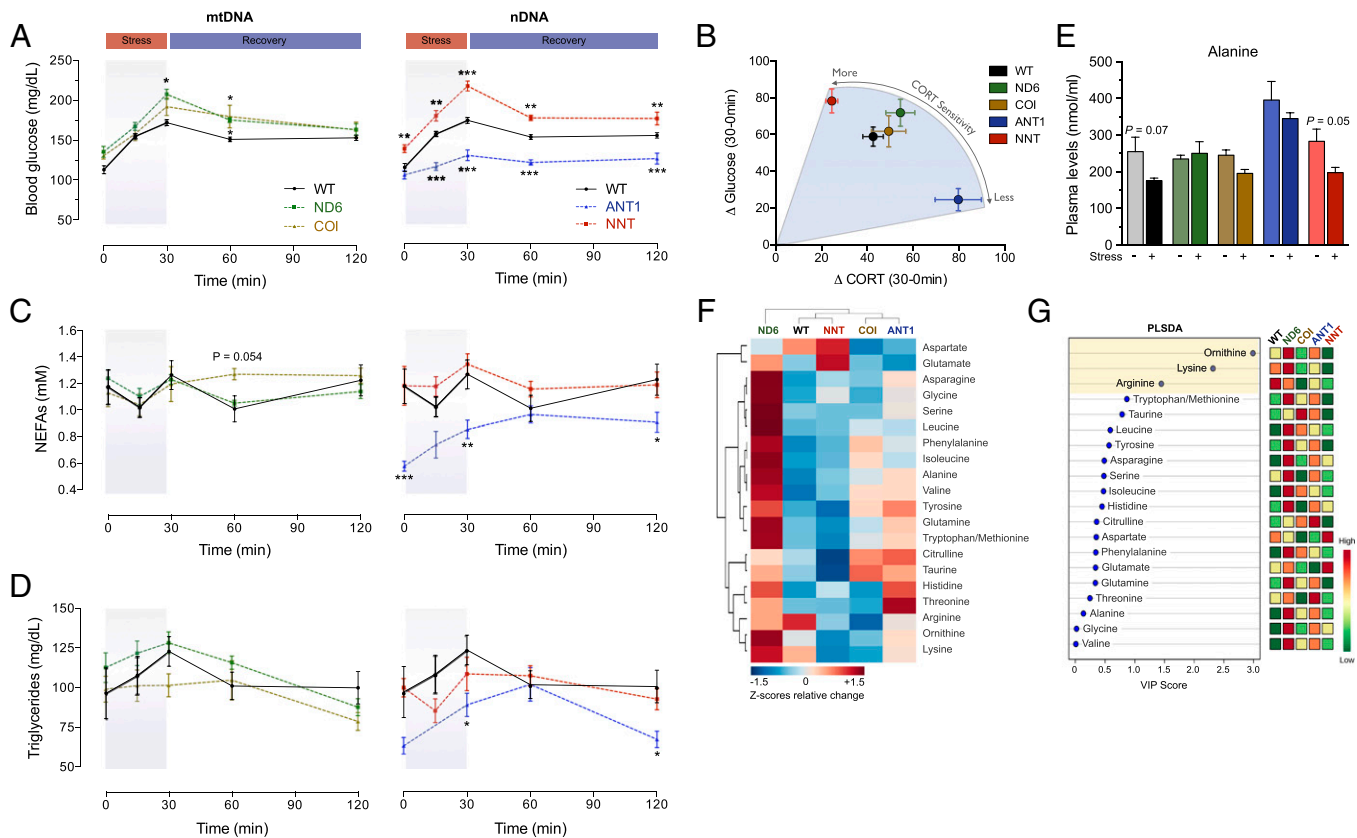 A
mtDNA
Stress
Recovery
Blood glucose (mg/dL)
250
200
150
100
50
*
*
*
WT
ND6
COI
0
30
60
90
120
Time (min)
nDNA
Stress
Recovery
**
**
***
**
**
***
***
***
***
WT
ANT1
NNT
0
30
60
90
120
Time (min)
B
Δ Glucose (30-0min)
100
80
60
40
20
0
More
CORT Sensitivity
Less
0
20
40
60
80
100
Δ CORT (30-0min)
WT
ND6
COI
ANT1
NNT
E
Alanine
Plasma levels (nmol/ml)
500
450
400
350
300
250
200
150
100
50
0
P = 0.07
P = 0.05
- + - + - + - + - +
Stress
C
NEFAs (mM)
1.6
1.4
1.2
1.0
0.8
0.6
0.4
P = 0.054
0
30
60
90
120
Time (min)
***
**
*
0
30
60
90
120
Time (min)
D
Triglycerides (mg/dL)
150
125
100
75
50
0
30
60
90
120
Time (min)
*
*
0
30
60
90
120
Time (min)
F
ND6 WT NNT COI ANT1
Aspartate
Glutamate
Asparagine
Glycine
Serine
Leucine
Phenylalanine
Isoleucine
Alanine
Valine
Tyrosine
Glutamine
Tryptophan/Methionine
Citrulline
Taurine
Histidine
Threonine
Arginine
Ornithine
Lysine
-1.5 0 +1.5
Z-scores relative change
G
PLSDA
WT ND6 COI ANT1 NNT
Ornithine
Lysine
Arginine
Tryptophan/Methionine
Taurine
Leucine
Tyrosine
Asparagine
Serine
Isoleucine
Histidine
Citrulline
Aspartate
Phenylalanine
Glutamate
Glutamine
Threonine
Alanine
Glycine
Valine
0 0.5 1.0 1.5 2.0 2.5 3.0
VIP Score
High
Low